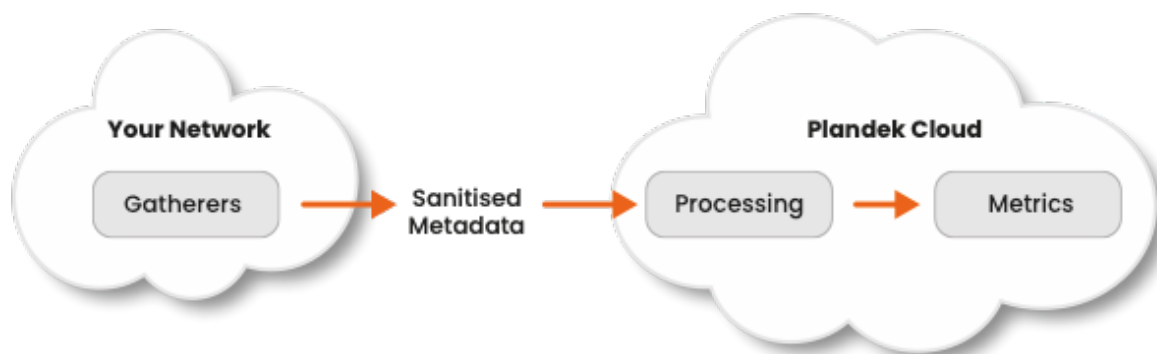 Your Network
Gatherers
Sanitised
Metadata
Plandek Cloud
Processing
Metrics